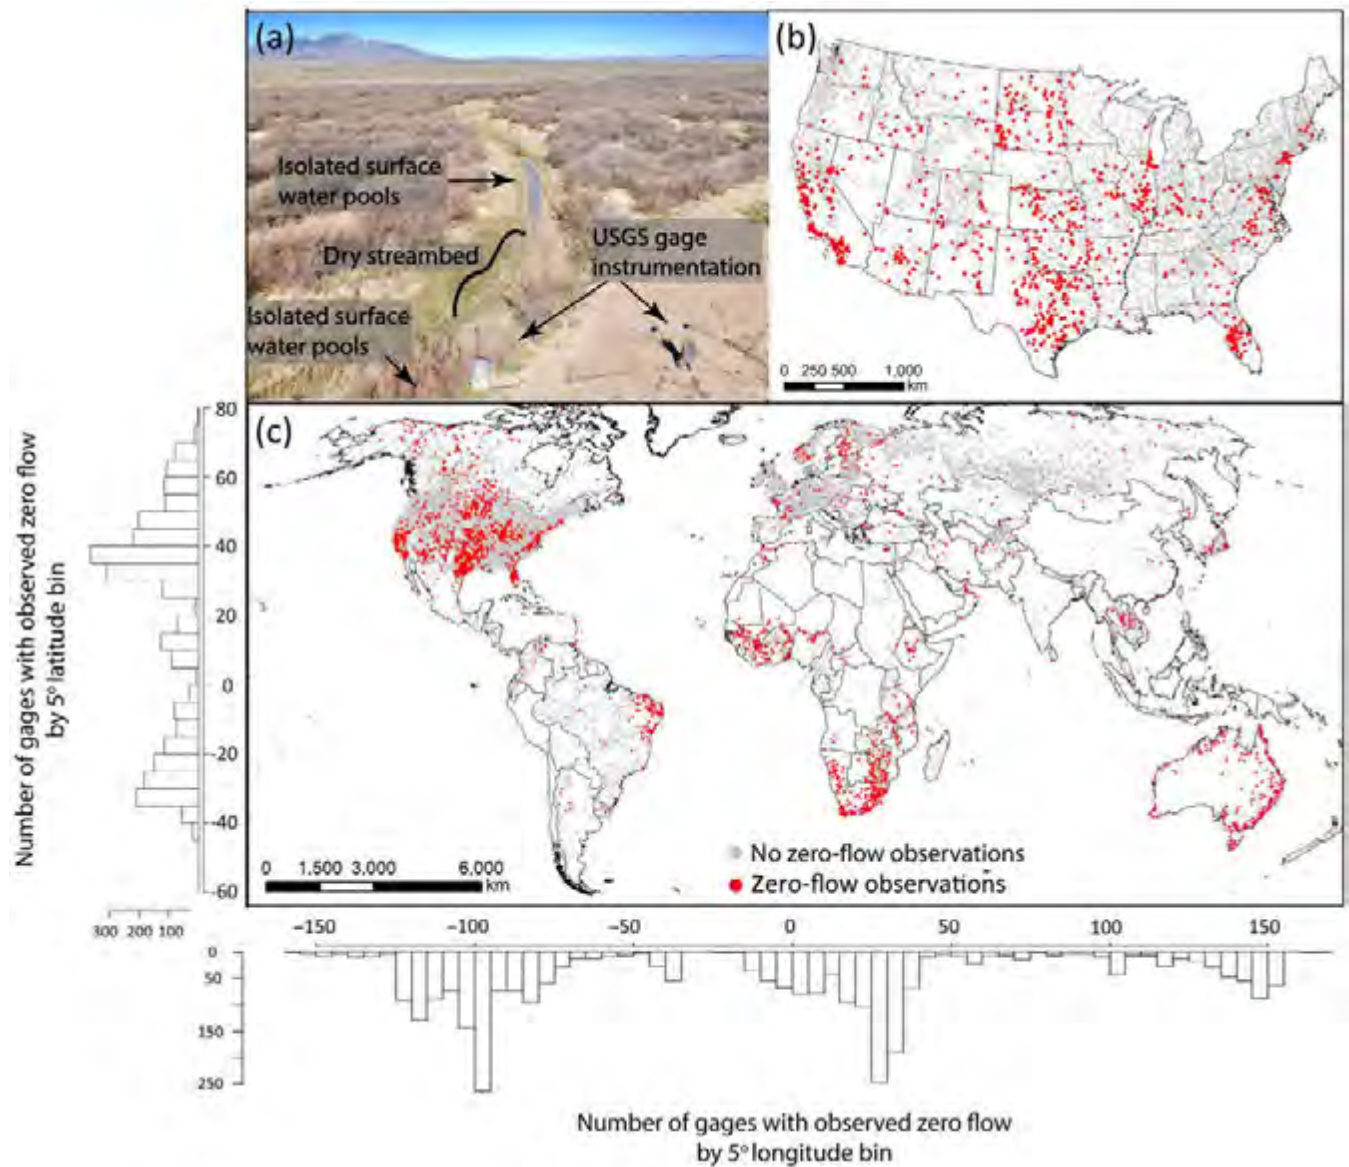 (a)
Isolated surface
water pools
Dry streambed
USGS gage
instrumentation
Isolated surface
water pools
(b)
0 250 500 1,000
km
(c)
80
60
40
20
0
-20
-40
-60
Number of gages with observed zero flow
by 5° latitude bin
300 200 100
0 1,500 3,000 6,000
km
No zero-flow observations
Zero-flow observations
-150 -100 -50 0 50 100 150
0
50
150
250
Number of gages with observed zero flow
by 5° longitude bin